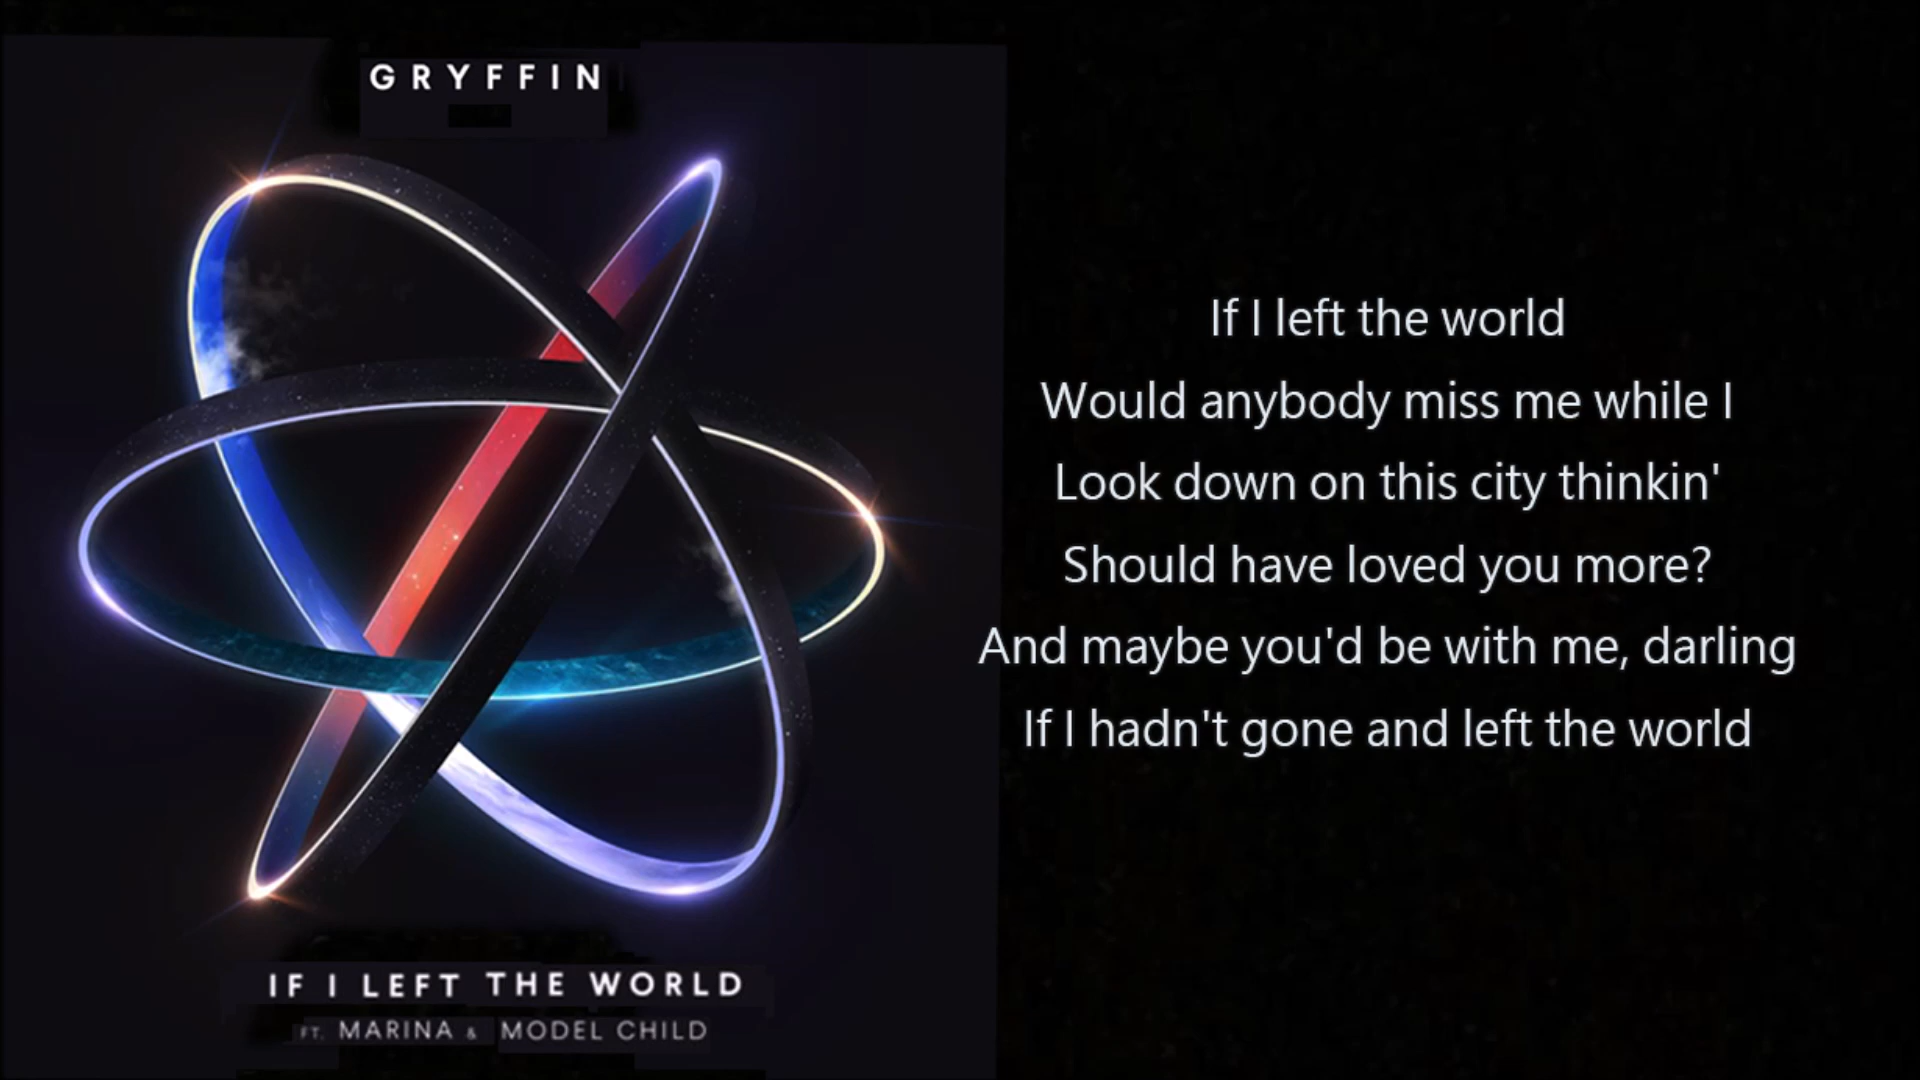 GRYFFIN
If I left the world
Would anybody miss me while I
Look down on this city thinkin'
Should have loved you more?
And maybe you'd be with me, darling
If I hadn't gone and left the world
IF I LEFT THE WORLD
FT. MARINA & MODEL CHILD